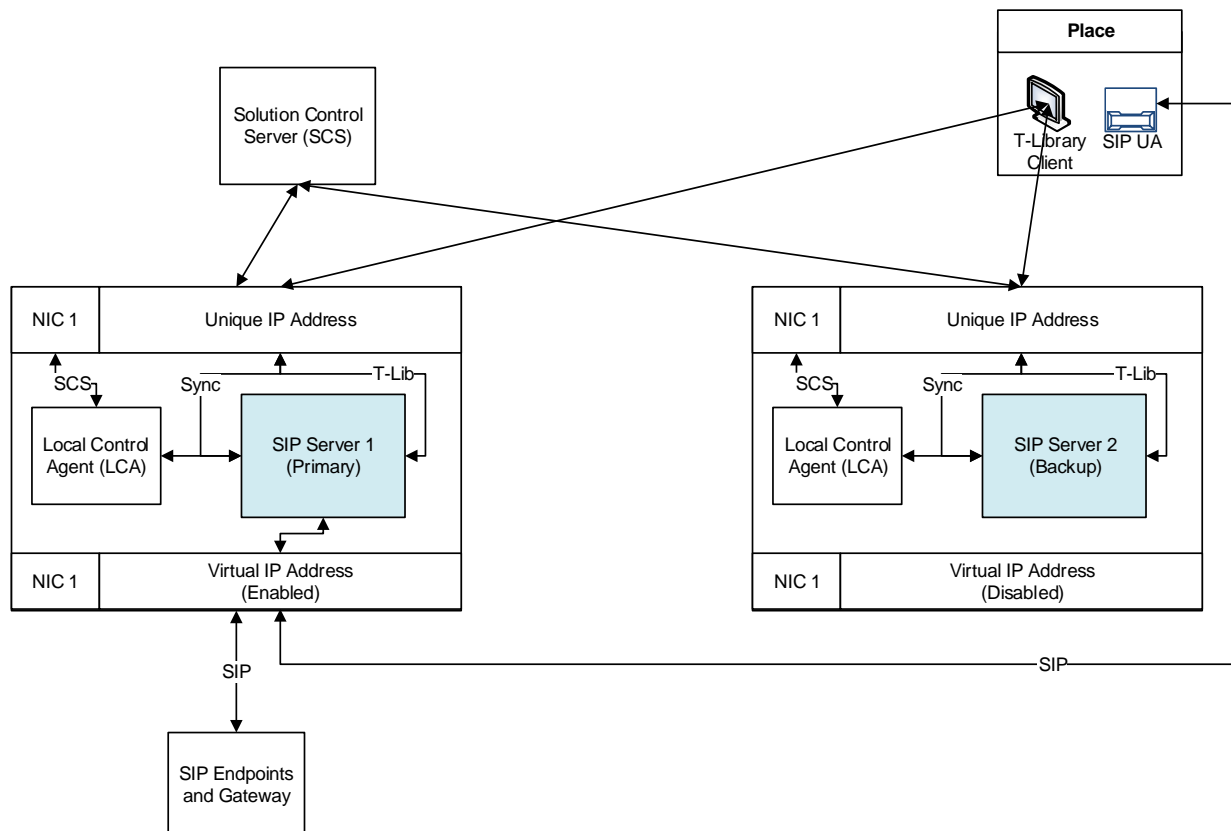 Place
Solution Control
Server (SCS)
T-Library
Client
SIP UA
NIC 1
Unique IP Address
NIC 1
Unique IP Address
SCS
Sync
T-Lib
SCS
Sync
T-Lib
Local Control
Agent (LCA)
SIP Server 1
(Primary)
Local Control
Agent (LCA)
SIP Server 2
(Backup)
NIC 1
Virtual IP Address
(Enabled)
NIC 1
Virtual IP Address
(Disabled)
SIP
SIP
SIP Endpoints
and Gateway